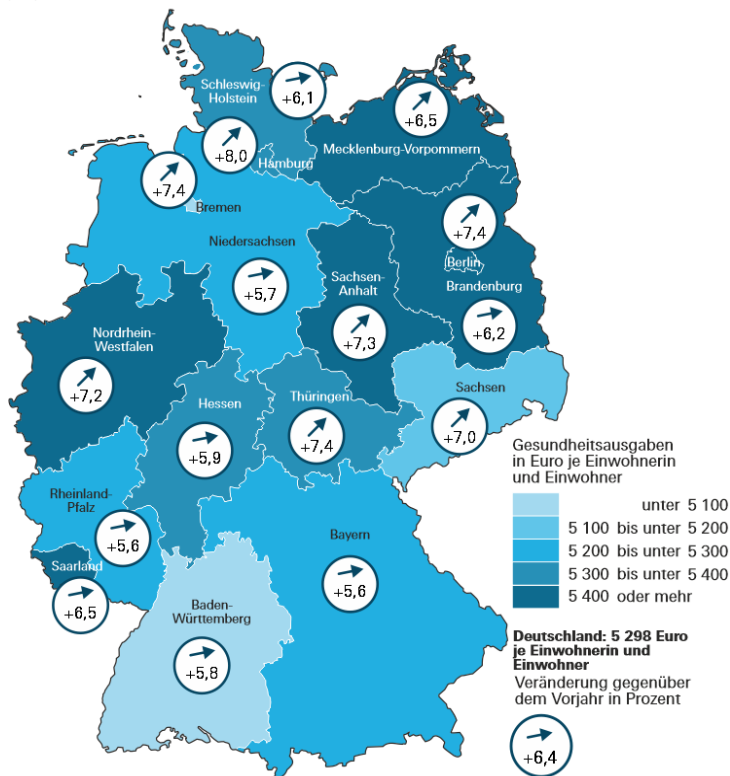 Schleswig-
Holstein
+6,1
+6,5
Mecklenburg-Vorpommern
+8,0
Hamburg
+7,4
Bremen
+7,4
Berlin
Brandenburg
+6,2
Niedersachsen
+5,7
Sachsen-
Anhalt
+7,3
Nordrhein-
Westfalen
+7,2
Hessen
+5,9
Thüringen
+7,4
Sachsen
+7,0
Rheinland-
Pfalz
+5,6
Saarland
+6,5
Bayern
+5,6
Baden-
Württemberg
+5,8
Gesundheitsausgaben
in Euro je Einwohnerin
und Einwohner
unter 5 100
5 100 bis unter 5 200
5 200 bis unter 5 300
5 300 bis unter 5 400
5 400 oder mehr
Deutschland: 5 298 Euro
je Einwohnerin und
Einwohner
Veränderung gegenüber
dem Vorjahr in Prozent
+6,4